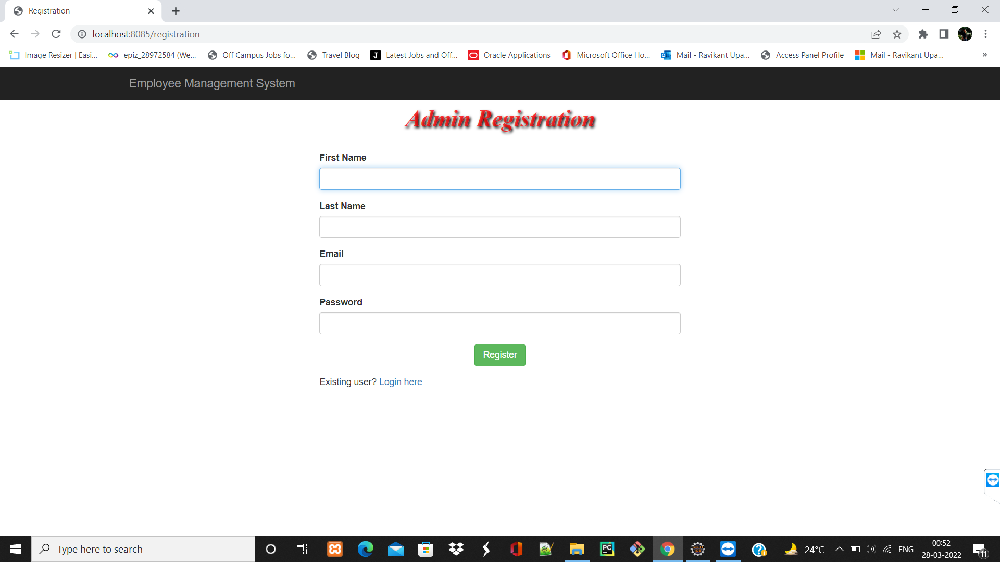 Registration
localhost:8085/registration
Image Resizer | Easi...
epiz_28972584 (We...
Off Campus Jobs fo...
Travel Blog
Latest Jobs and Off...
Oracle Applications
Microsoft Office Ho...
Mail - Ravikant Upa...
Access Panel Profile
Mail - Ravikant Upa...
»
Employee Management System
Admin Registration
First Name
Last Name
Email
Password
Register
Existing user? Login here
Type here to search
24°C
ENG
00:52
28-03-2022
11